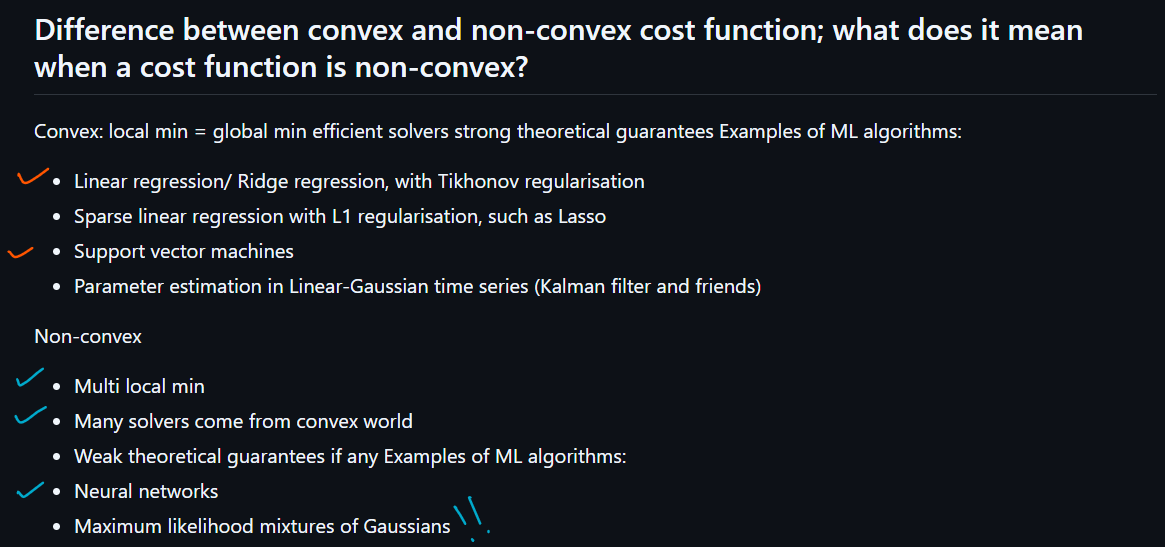 Difference between convex and non-convex cost function; what does it mean
when a cost function is non-convex?
Convex: local min = global min efficient solvers strong theoretical guarantees Examples of ML algorithms:
• Linear regression/ Ridge regression, with Tikhonov regularisation
• Sparse linear regression with L1 regularisation, such as Lasso
• Support vector machines
• Parameter estimation in Linear-Gaussian time series (Kalman filter and friends)
Non-convex
• Multi local min
• Many solvers come from convex world
• Weak theoretical guarantees if any Examples of ML algorithms:
• Neural networks
• Maximum likelihood mixtures of Gaussians !!